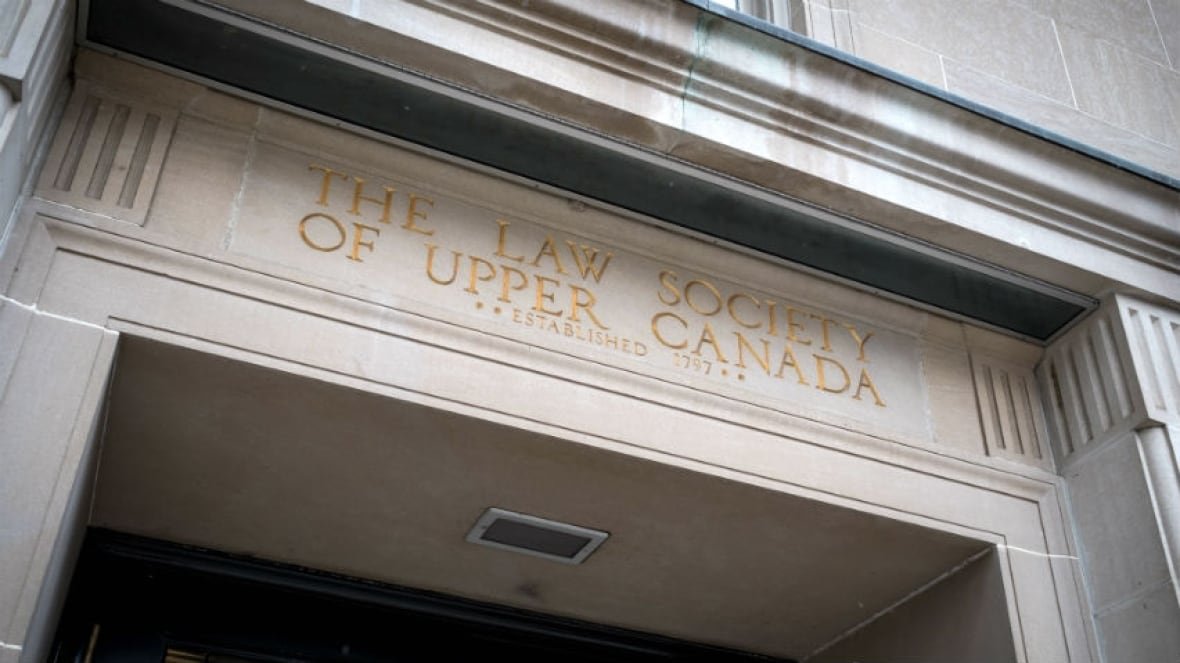 THE LAW SOCIETY
OF UPPER CANADA
•• ESTABLISHED 1797 ••